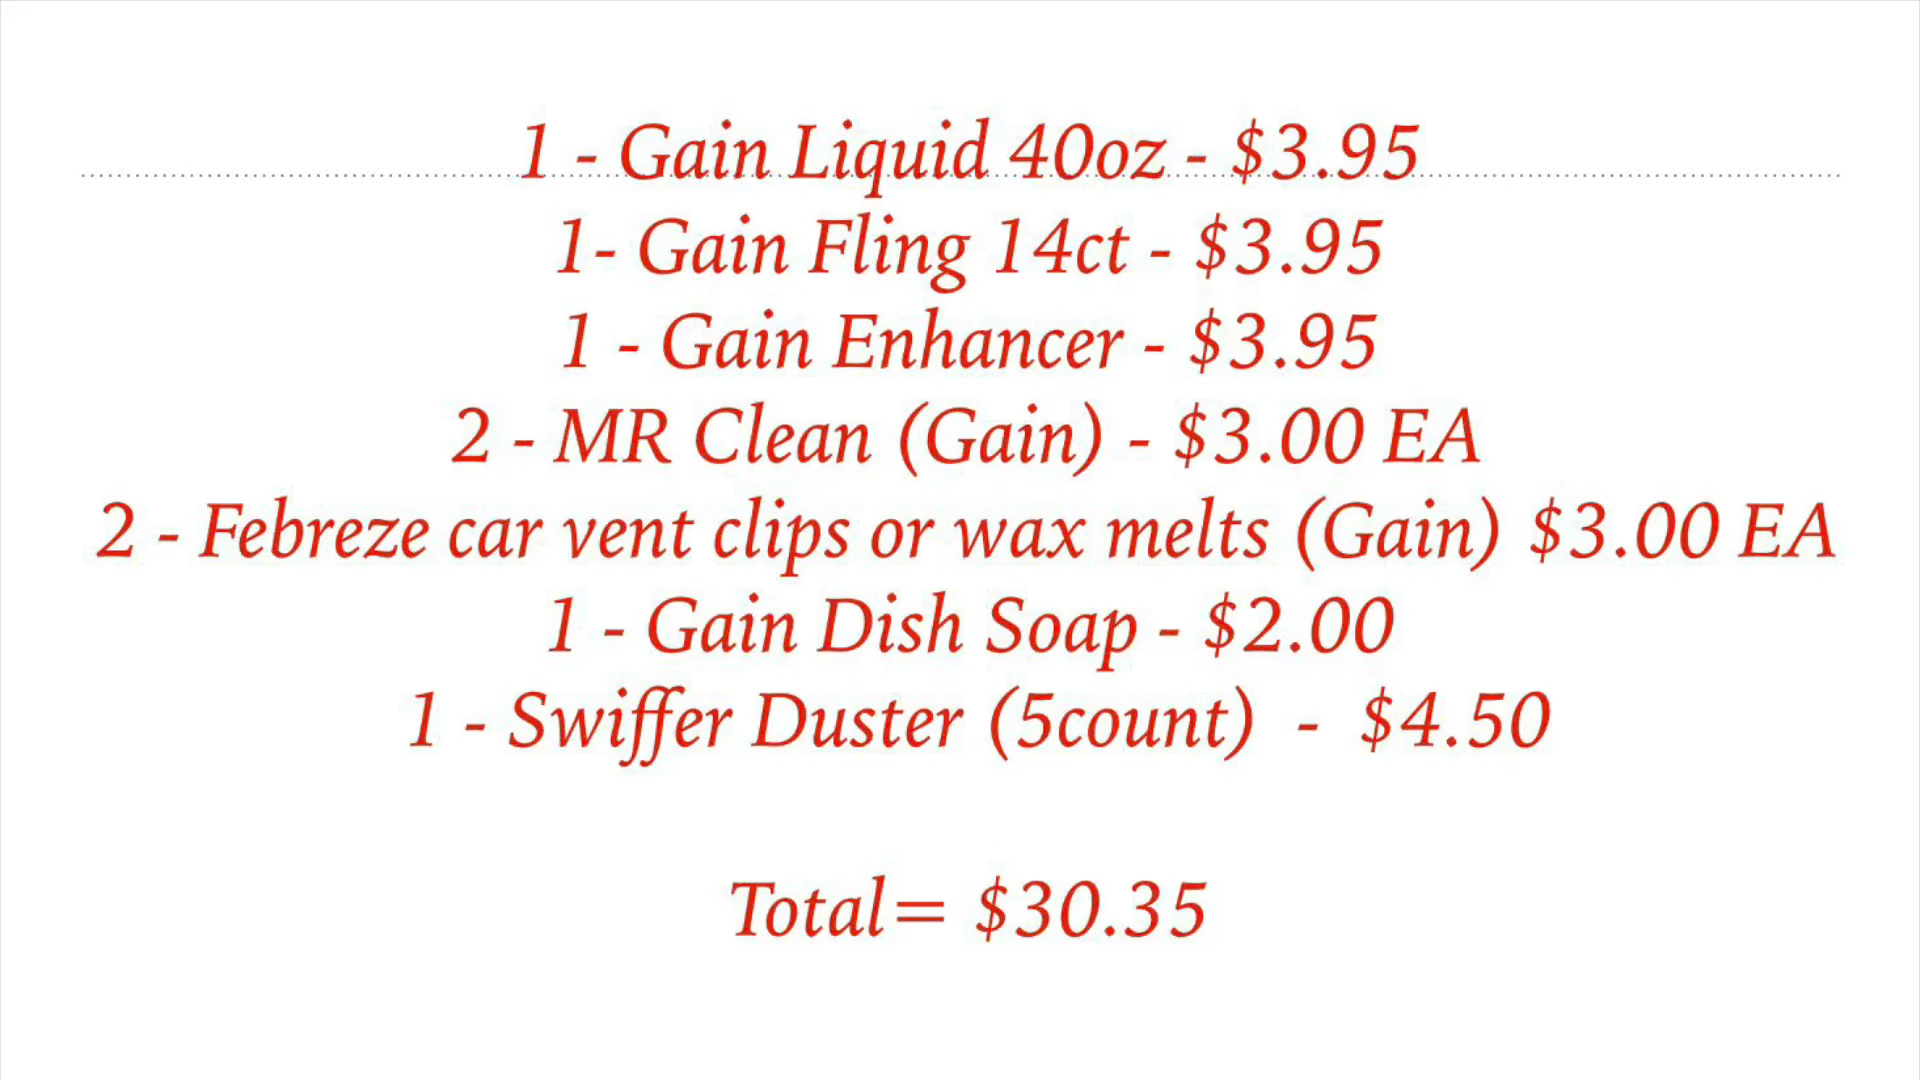 1 - Gain Liquid 40oz - $3.95
1- Gain Fling 14ct - $3.95
1 - Gain Enhancer - $3.95
2 - MR Clean (Gain) - $3.00 EA
2 - Febreze car vent clips or wax melts (Gain) $3.00 EA
1 - Gain Dish Soap - $2.00
1 - Swiffer Duster (5count) - $4.50
Total= $30.35